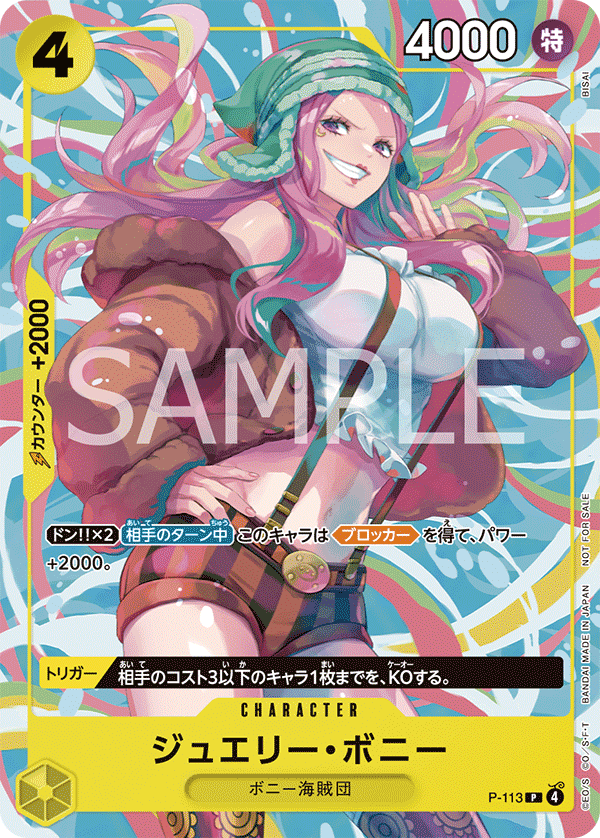 4
4000
特
BISAI
カウンター +2000
SAMPLE
ドン!!×2 相手のターン中 このキャラは ブロッカー を得て、パワー
+2000。
トリガー 相手のコスト3以下のキャラ1枚までを、KOする。
CHARACTER
ジュエリー・ボニー
ボニー海賊団
P-113 P 4
©E.O/S ©O/S・F・T BANDAI MADE IN JAPAN NOT FOR SALE